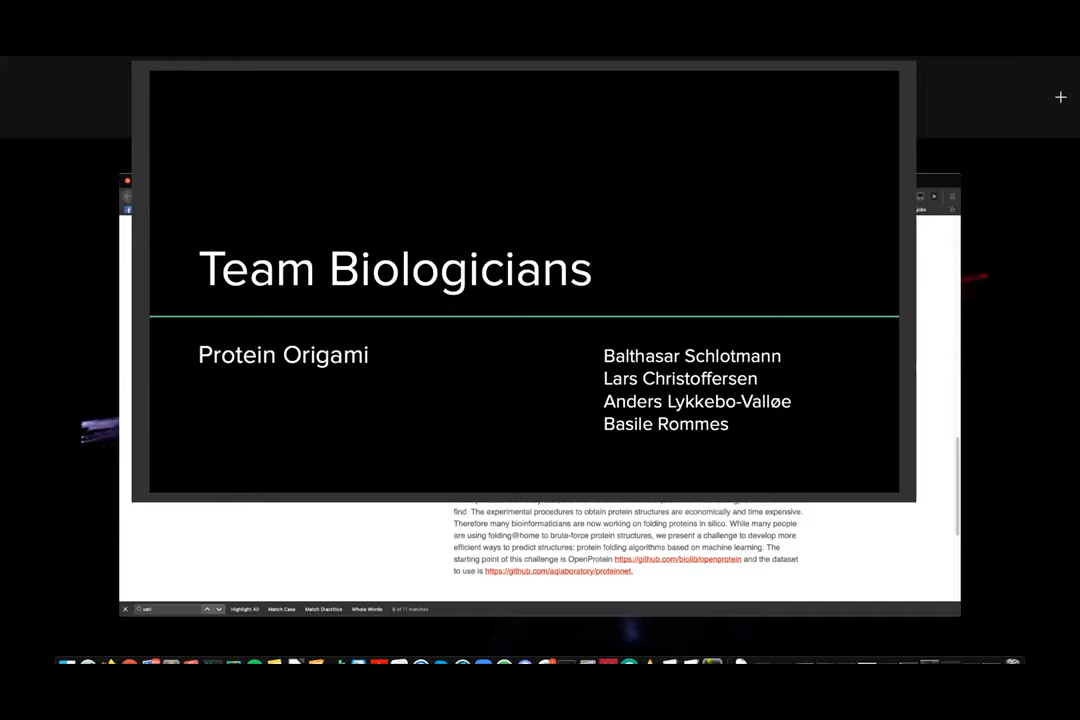 Team Biologicians
Protein Origami
Balthasar Schlotmann
Lars Christoffersen
Anders Lykkebo-Valløe
Basile Rommes
find. The experimental procedures to obtain protein structures are economically and time expensive.
Therefore many bioinformaticians are now working on folding proteins in silico. While many people
are using folding@home to brute-force protein structures, we present a challenge to develop more
efficient ways to predict structures: protein folding algorithms based on machine learning. The
starting point of this challenge is OpenProtein https://github.com/biolib/openprotein and the dataset
to use is https://github.com/aqlaboratory/proteinnet.
vari Highlight All Match Case Match Diacritics Whole Words 8 of 11 matches